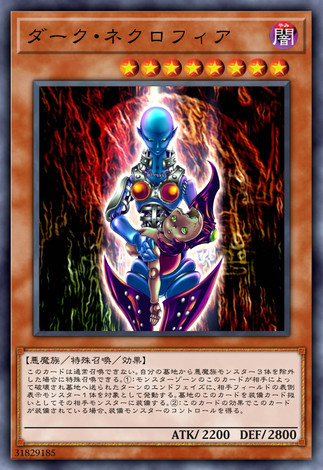 ダーク・ネクロフィア
やみ
闇
【悪魔族／特殊召喚／効果】
このカードは通常召喚できない。自分の墓地から悪魔族モンスター３体を除外
した場合に特殊召喚できる。①：モンスターゾーンのこのカードが相手によっ
て破壊され墓地へ送られたターンのエンドフェイズに、相手フィールドの表側
表示モンスター１体を対象として発動する。墓地のこのカードを装備カード扱
いとしてその相手モンスターに装備する。②：このカードの効果でこのカード
が装備されている場合、装備モンスターのコントロールを得る。
ATK/ 2200 DEF/ 2800
31829185